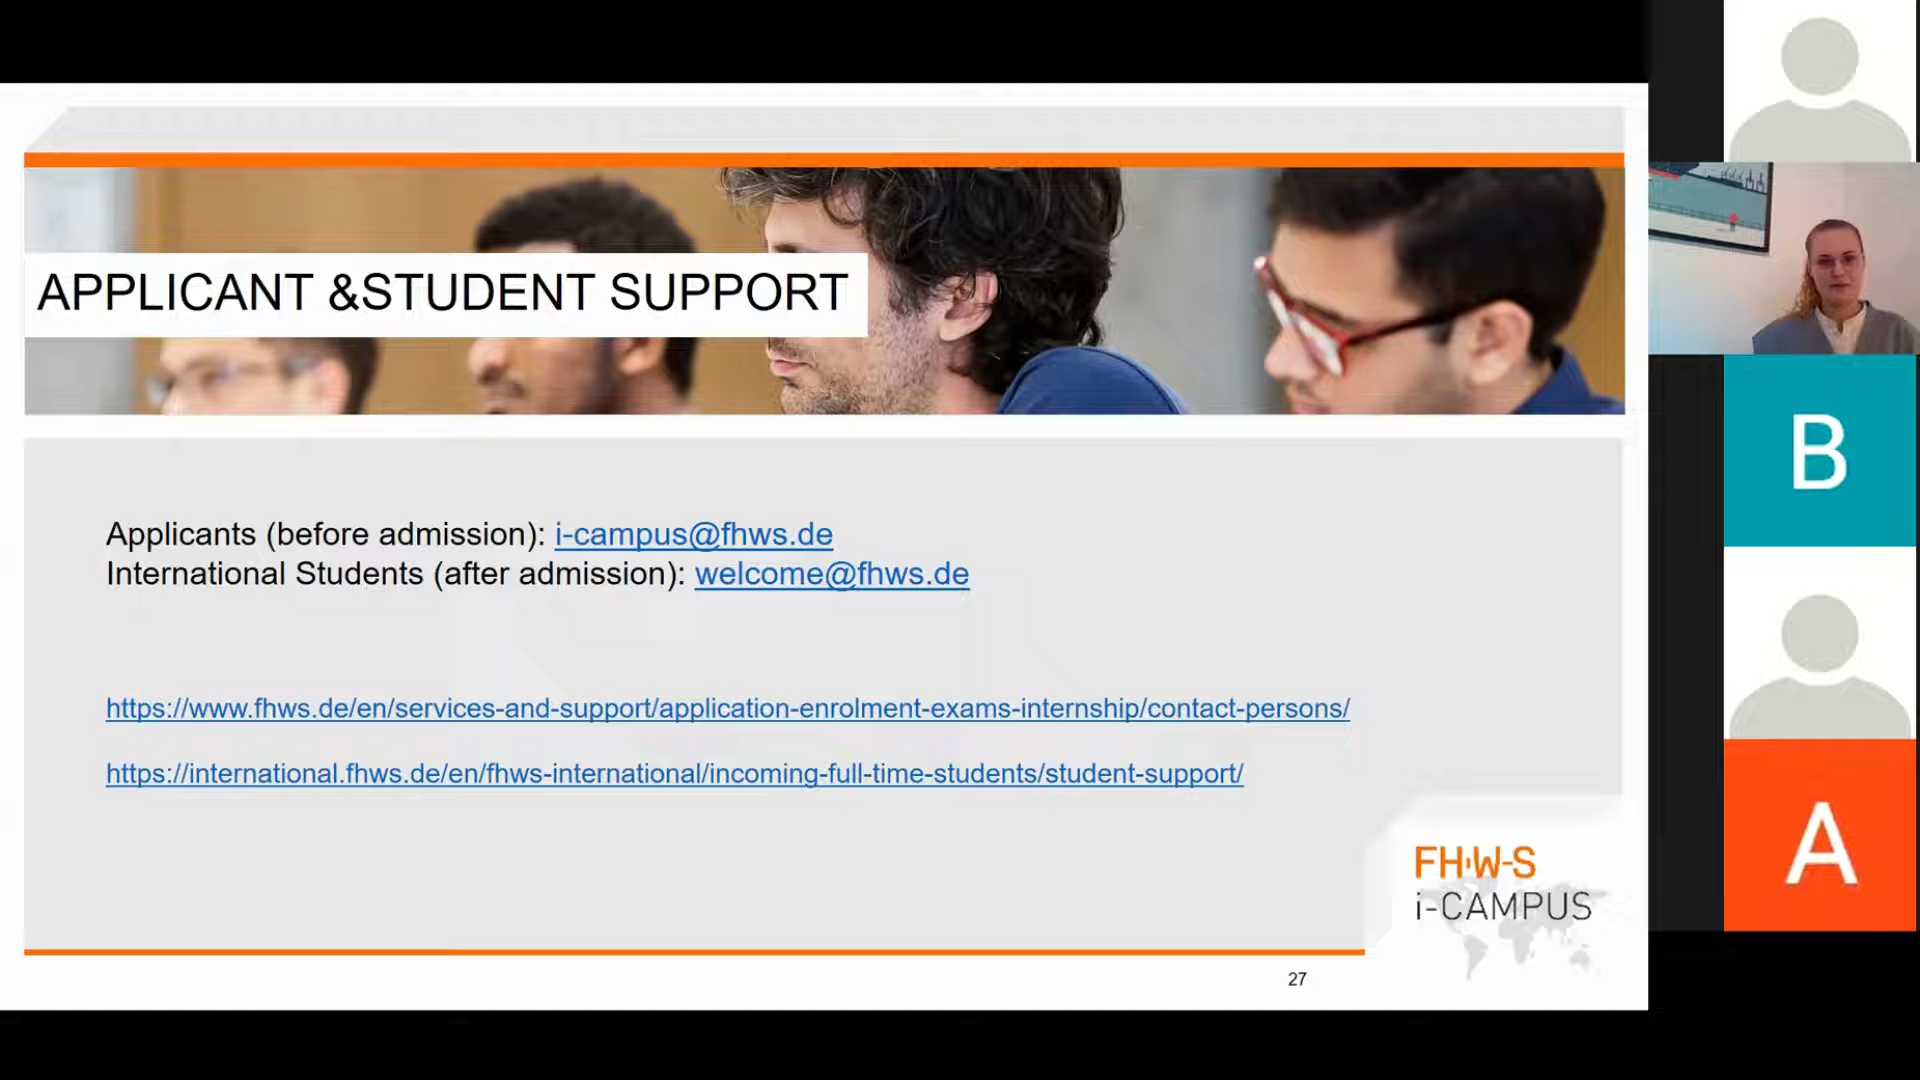 APPLICANT &STUDENT SUPPORT
Applicants (before admission): i-campus@fhws.de
International Students (after admission): welcome@fhws.de
https://www.fhws.de/en/services-and-support/application-enrolment-exams-internship/contact-persons/
https://international.fhws.de/en/fhws-international/incoming-full-time-students/student-support/
FH·W-S
i-CAMPUS
27
B
A